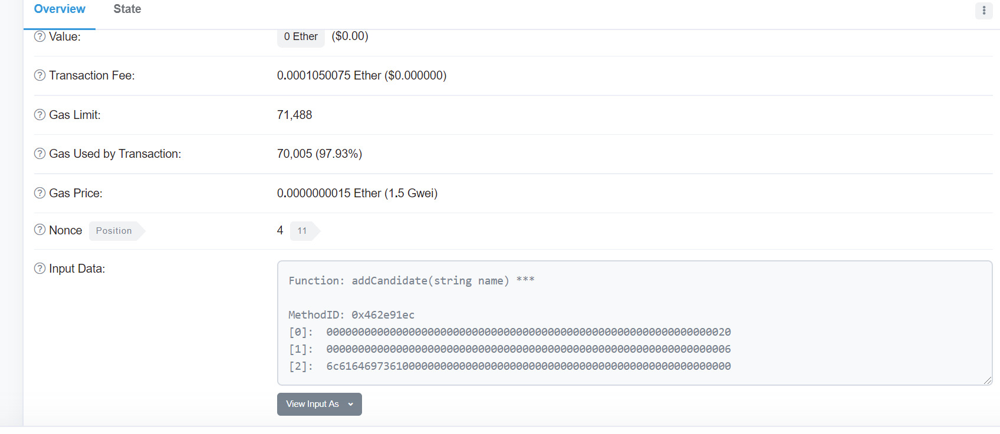 Overview State
Value: 0 Ether ($0.00)
Transaction Fee: 0.0001050075 Ether ($0.000000)
Gas Limit: 71,488
Gas Used by Transaction: 70,005 (97.93%)
Gas Price: 0.0000000015 Ether (1.5 Gwei)
Nonce Position 4 11
Input Data:
Function: addCandidate(string name) ***
MethodID: 0x462e91ec
[0]: 0000000000000000000000000000000000000000000000000000000000000020
[1]: 0000000000000000000000000000000000000000000000000000000000000006
[2]: 6c61646973610000000000000000000000000000000000000000000000000000
View Input As